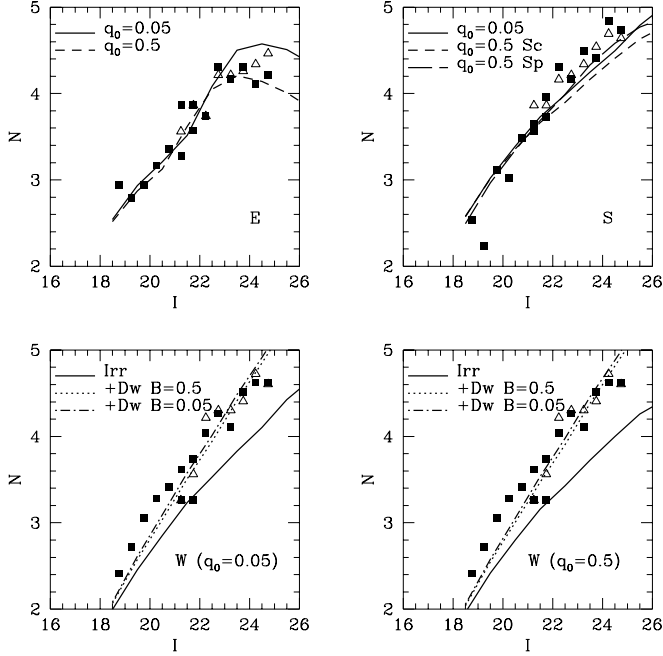 q₀=0.05
q₀=0.5
E
N
5
4
3
2
16 18 20 22 24 26
I
q₀=0.05
q₀=0.5 Sc
q₀=0.5 Sp
S
N
5
4
3
2
16 18 20 22 24 26
I
Irr
+Dw B=0.5
+Dw B=0.05
W (q₀=0.05)
N
5
4
3
2
16 18 20 22 24 26
I
Irr
+Dw B=0.5
+Dw B=0.05
W (q₀=0.5)
N
5
4
3
2
16 18 20 22 24 26
I